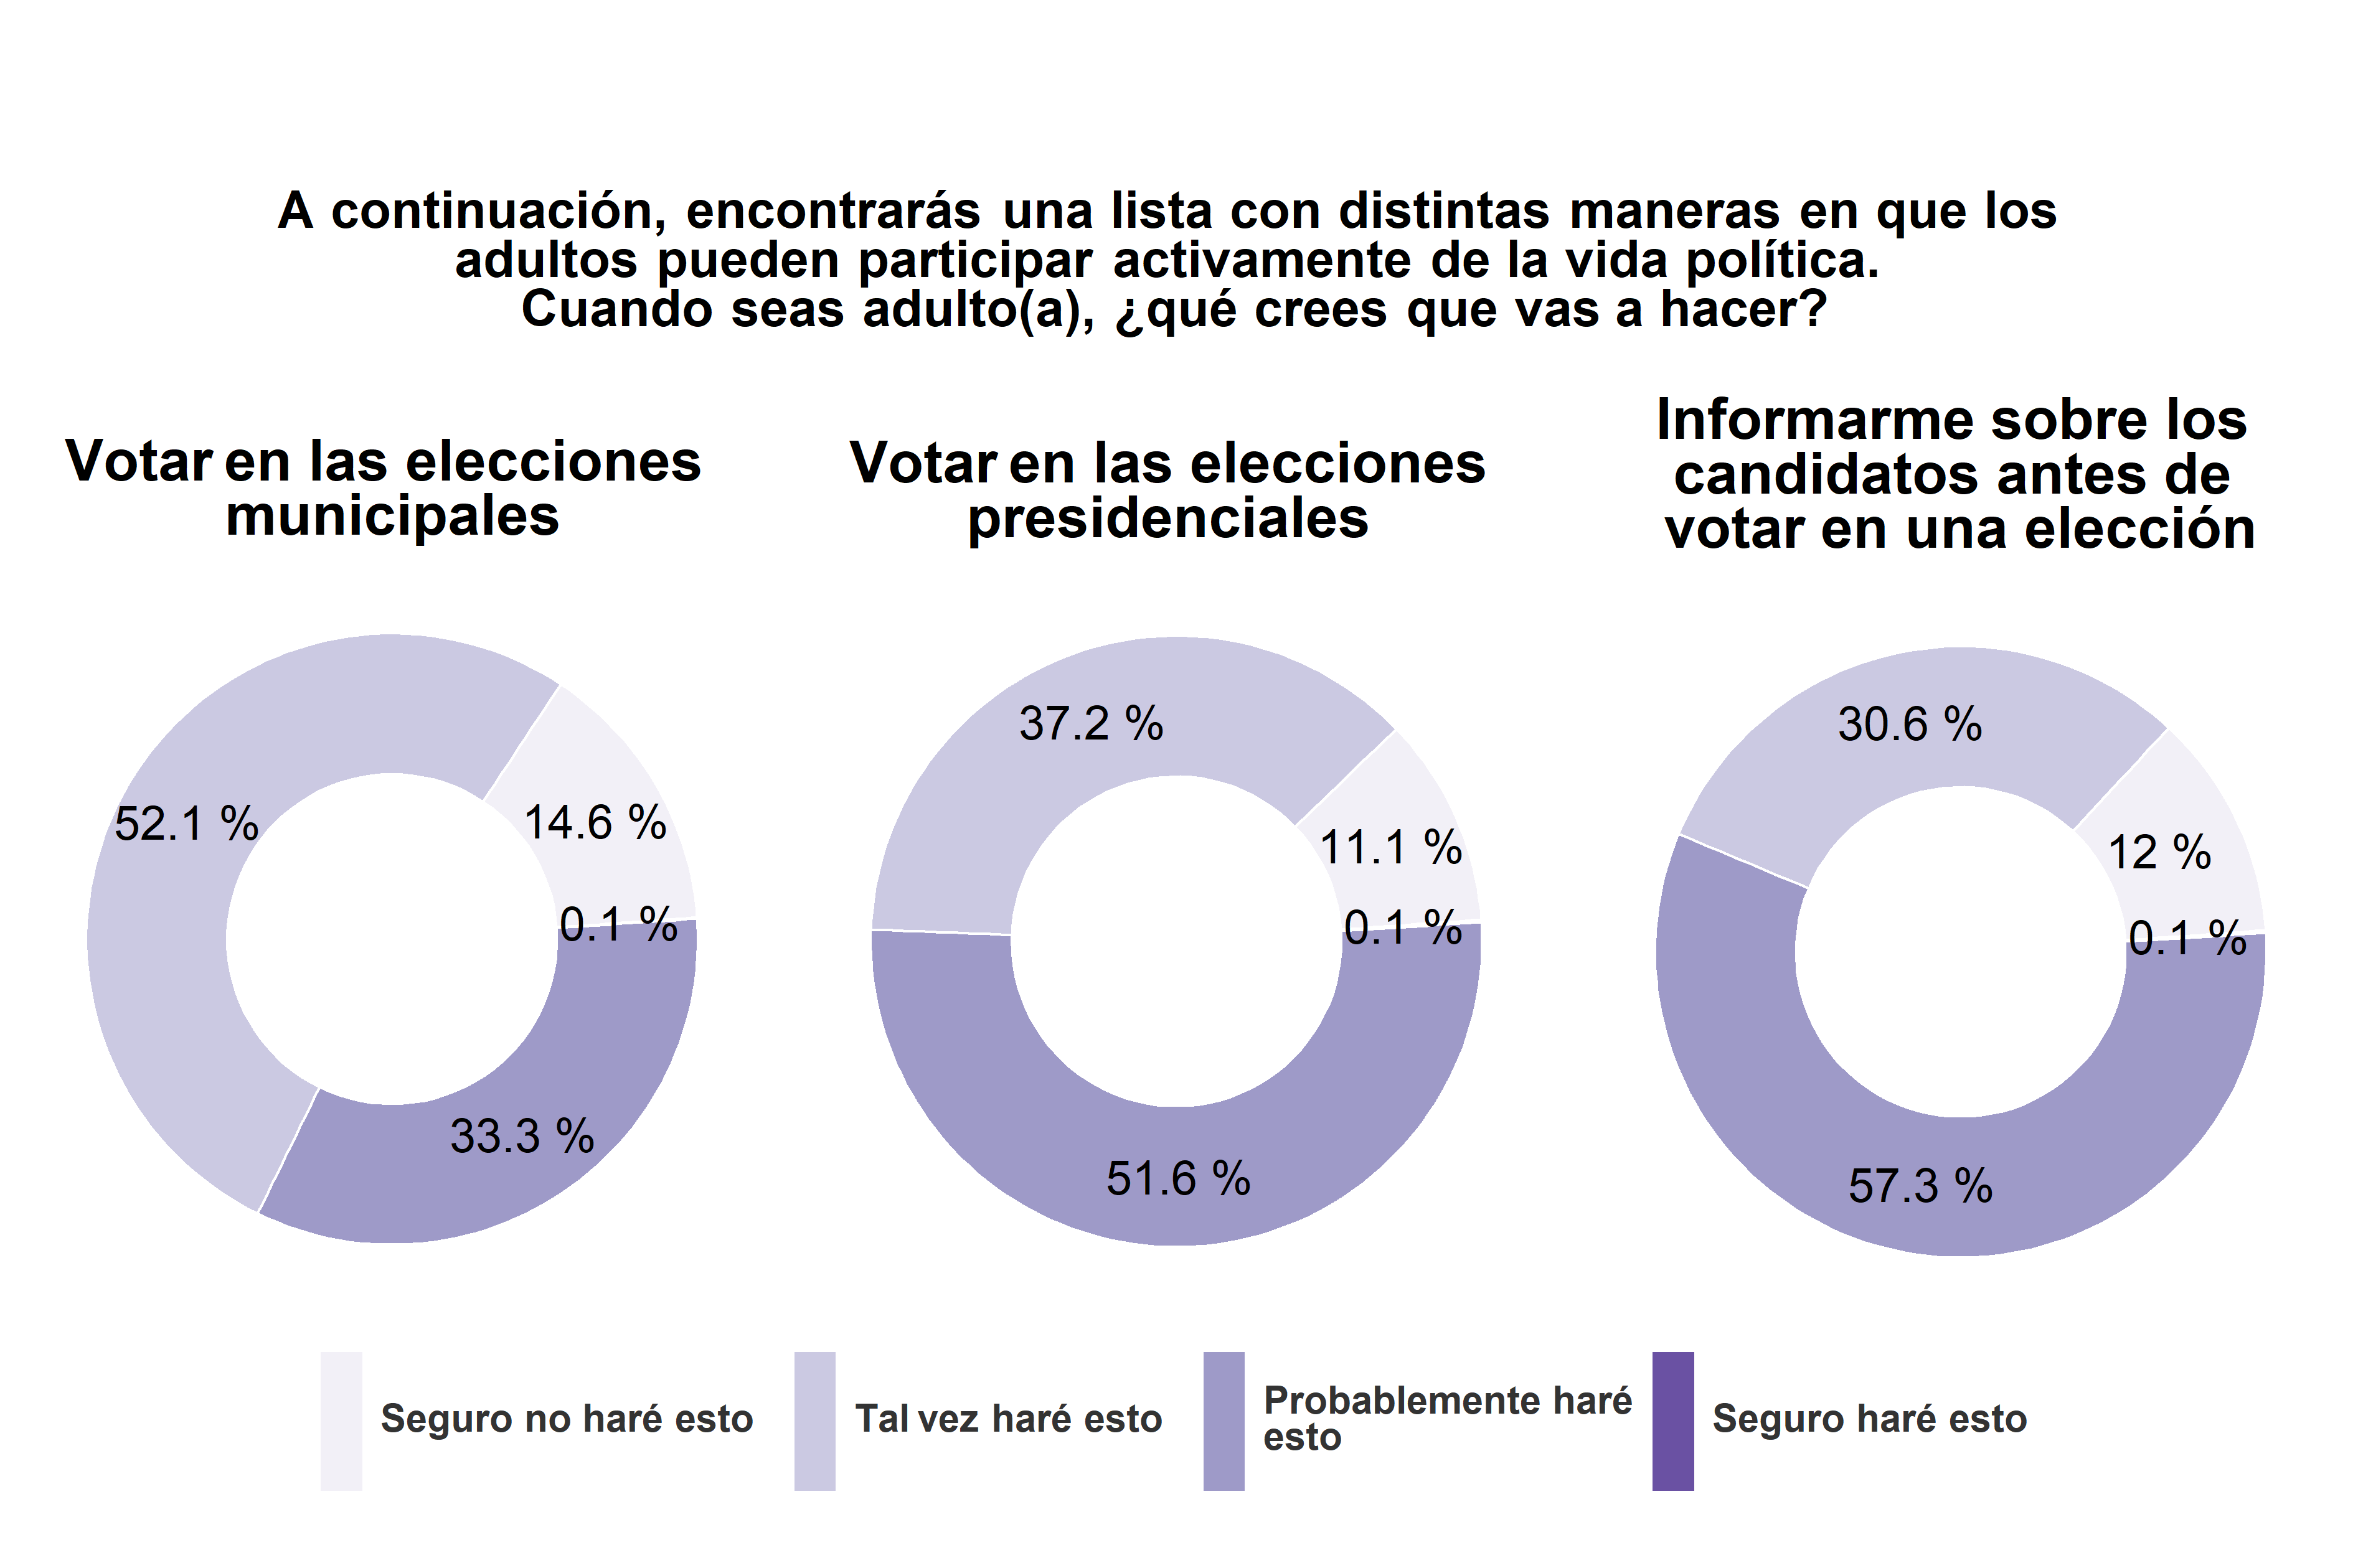 A continuación, encontrarás una lista con distintas maneras en que los
adultos pueden participar activamente de la vida política.
Cuando seas adulto(a), ¿qué crees que vas a hacer?
Votar en las elecciones
municipales
52.1 %
14.6 %
0.1 %
33.3 %
Votar en las elecciones
presidenciales
37.2 %
11.1 %
0.1 %
51.6 %
Informarme sobre los
candidatos antes de
votar en una elección
30.6 %
12 %
0.1 %
57.3 %
Seguro no haré esto
Tal vez haré esto
Probablemente haré
esto
Seguro haré esto